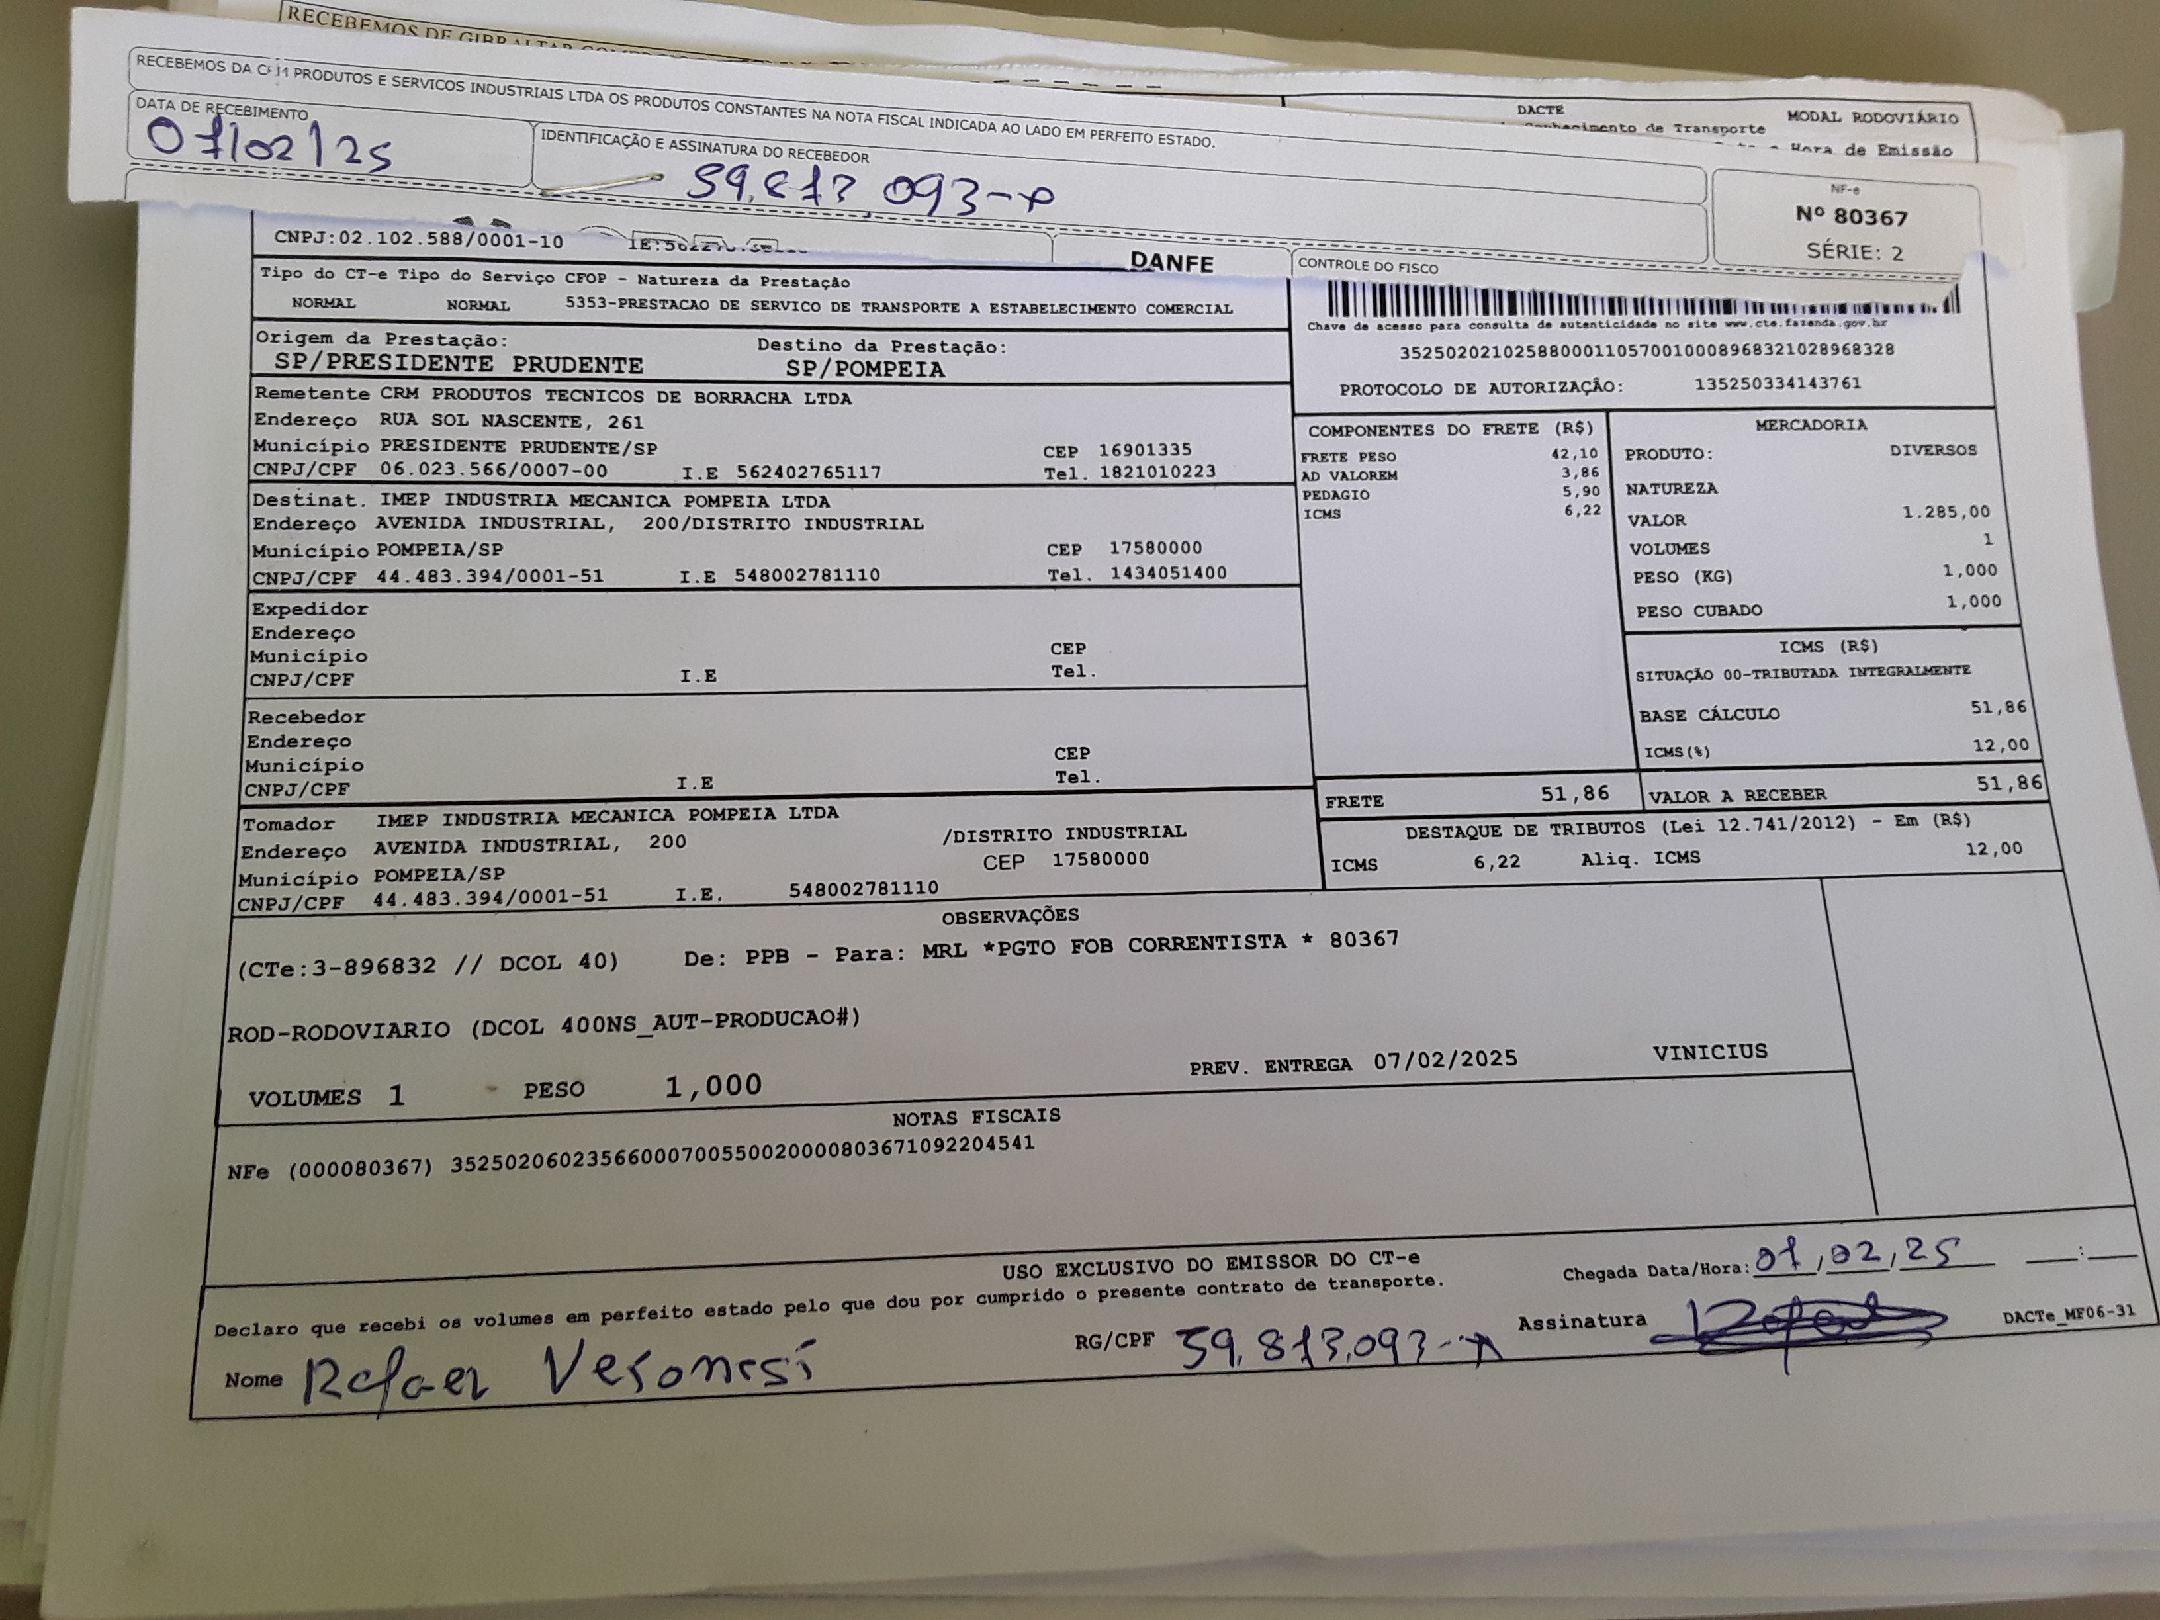 RECEBEMOS DE GIBRALTAR
DACTE
MODAL RODOVIÁRIO
Conhecimento de Transporte
Hora de Emissão
RECEBEMOS DA PRODUTOS E SERVICOS INDUSTRIAIS LTDA OS PRODUTOS CONSTANTES NA NOTA FISCAL INDICADA AO LADO EM PERFEITO ESTADO.
DATA DE RECEBIMENTO
07/02/25
IDENTIFICAÇÃO E ASSINATURA DO RECEBEDOR
59.813.093-
NF-e
Nº 80367
SÉRIE: 2
CNPJ:02.102.588/0001-10
DANFE
CONTROLE DO FISCO
Tipo do CT-e Tipo do Serviço CFOP - Natureza da Prestação
NORMAL NORMAL 5353-PRESTACAO DE SERVICO DE TRANSPORTE A ESTABELECIMENTO COMERCIAL
Chave de acesso para consulta de autenticidade no site www.cte.fazenda.gov.br
35250202102588000110570010008968321028968328
PROTOCOLO DE AUTORIZAÇÃO: 135250334143761
Origem da Prestação: Destino da Prestação:
SP/PRESIDENTE PRUDENTE SP/POMPEIA
Remetente CRM PRODUTOS TECNICOS DE BORRACHA LTDA
Endereço RUA SOL NASCENTE, 261
Município PRESIDENTE PRUDENTE/SP CEP 16901335
CNPJ/CPF 06.023.566/0007-00 I.E 562402765117 Tel. 1821010223
Destinat. IMEP INDUSTRIA MECANICA POMPEIA LTDA
Endereço AVENIDA INDUSTRIAL, 200/DISTRITO INDUSTRIAL
Município POMPEIA/SP CEP 17580000
CNPJ/CPF 44.483.394/0001-51 I.E 548002781110 Tel. 1434051400
Expedidor
Endereço
Município CEP
CNPJ/CPF I.E Tel.
Recebedor
Endereço
Município CEP
CNPJ/CPF I.E Tel.
Tomador IMEP INDUSTRIA MECANICA POMPEIA LTDA
Endereço AVENIDA INDUSTRIAL, 200 /DISTRITO INDUSTRIAL
Município POMPEIA/SP CEP 17580000
CNPJ/CPF 44.483.394/0001-51 I.E. 548002781110
COMPONENTES DO FRETE (R$)
FRETE PESO 42,10
AD VALOREM 3,86
PEDAGIO 5,90
ICMS 6,22
MERCADORIA
PRODUTO: DIVERSOS
NATUREZA
VALOR 1.285,00
VOLUMES 1
PESO (KG) 1,000
PESO CUBADO 1,000
ICMS (R$)
SITUAÇÃO 00-TRIBUTADA INTEGRALMENTE
BASE CÁLCULO 51,86
ICMS(%) 12,00
FRETE 51,86 VALOR A RECEBER 51,86
DESTAQUE DE TRIBUTOS (Lei 12.741/2012) - Em (R$)
ICMS 6,22 Aliq. ICMS 12,00
OBSERVAÇÕES
(CTe:3-896832 // DCOL 40) De: PPB - Para: MRL *PGTO FOB CORRENTISTA * 80367
ROD-RODOVIARIO (DCOL 400NS_AUT-PRODUCAO#)
VOLUMES 1 PESO 1,000 PREV. ENTREGA 07/02/2025 VINICIUS
NOTAS FISCAIS
NFe (000080367) 35250206023566000700550020000803671092204541
USO EXCLUSIVO DO EMISSOR DO CT-e
Declaro que recebi os volumes em perfeito estado pelo que dou por cumprido o presente contrato de transporte.
Chegada Data/Hora: 07/02/25 __:__
Nome Rafael Veronesi RG/CPF 59.813.093- Assinatura
DACTe_MF06-31